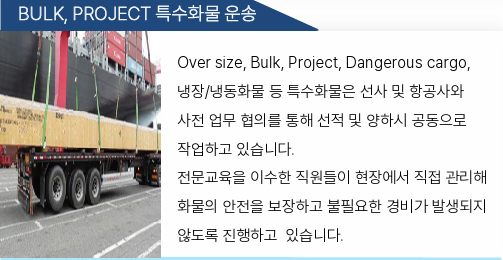 BULK, PROJECT 특수화물 운송
Over size, Bulk, Project, Dangerous cargo,
냉장/냉동화물 등 특수화물은 선사 및 항공사와
사전 업무 협의를 통해 선적 및 양하시 공동으로
작업하고 있습니다.
전문교육을 이수한 직원들이 현장에서 직접 관리해
화물의 안전을 보장하고 불필요한 경비가 발생되지
않도록 진행하고 있습니다.